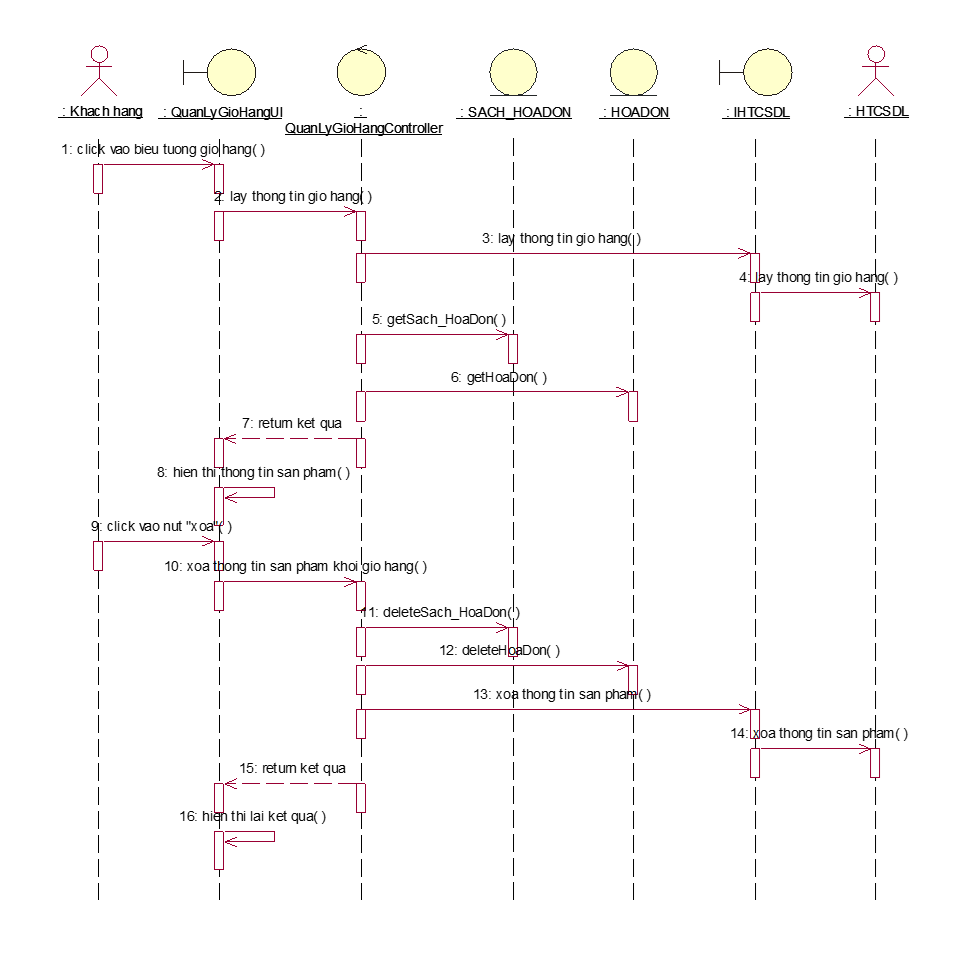 : Khach hang
: QuanLyGioHangUI
:
QuanLyGioHangController
: SACH_HOADON
: HOADON
: IHTCSDL
: HTCSDL
1: click vao bieu tuong gio hang( )
2: lay thong tin gio hang( )
3: lay thong tin gio hang( )
4: lay thong tin gio hang( )
5: getSach_HoaDon( )
6: getHoaDon( )
7: return ket qua
8: hien thi thong tin san pham( )
9: click vao nut "xoa"( )
10: xoa thong tin san pham khoi gio hang( )
11: deleteSach_HoaDon( )
12: deleteHoaDon( )
13: xoa thong tin san pham( )
14: xoa thong tin san pham( )
15: return ket qua
16: hien thi lai ket qua( )